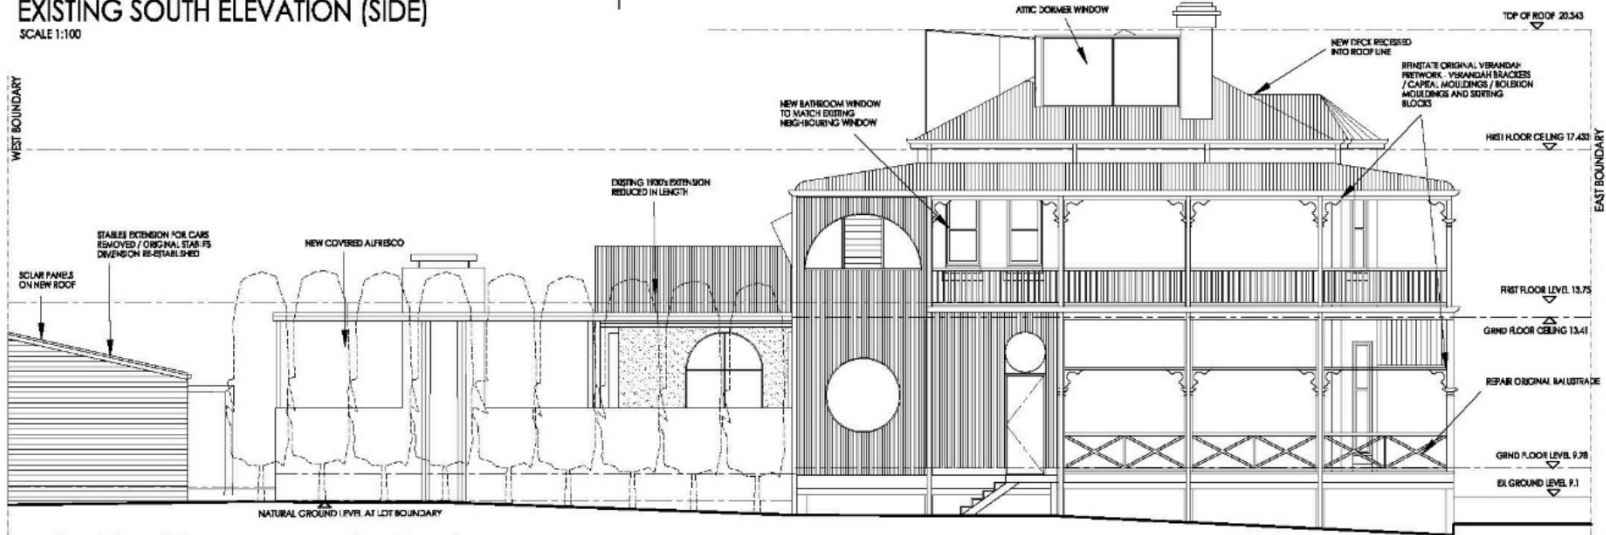 EXISTING SOUTH ELEVATION (SIDE)
SCALE 1:100
ATTIC DORMER WINDOW
TOP OF ROOF 20.343
NEW DECK RECESSED
INTO ROOF LINE
REINSTATE ORIGINAL VERANDAH
FRETWORK - VERANDAH BRACKETS
/ CAPITAL MOULDINGS / BOLEXION
MOULDINGS AND SKIRTING
BLOCKS
NEW BATHROOM WINDOW
TO MATCH EXISTING
NEIGHBOURING WINDOW
WEST BOUNDARY
FIRST FLOOR CEILING 17.433
EAST BOUNDARY
EXISTING 1930's EXTENSION
REDUCED IN LENGTH
STABLES EXTENSION FOR CARS
REMOVED / ORIGINAL STABLES
DIMENSION RE-ESTABLISHED
NEW COVERED ALFRESCO
SOLAR PANELS
ON NEW ROOF
FIRST FLOOR LEVEL 13.75
GRND FLOOR CEILING 13.41
REPAIR ORIGINAL BALUSTRADE
GRND FLOOR LEVEL 9.78
EX GROUND LEVEL 9.1
NATURAL GROUND LEVEL AT LOT BOUNDARY